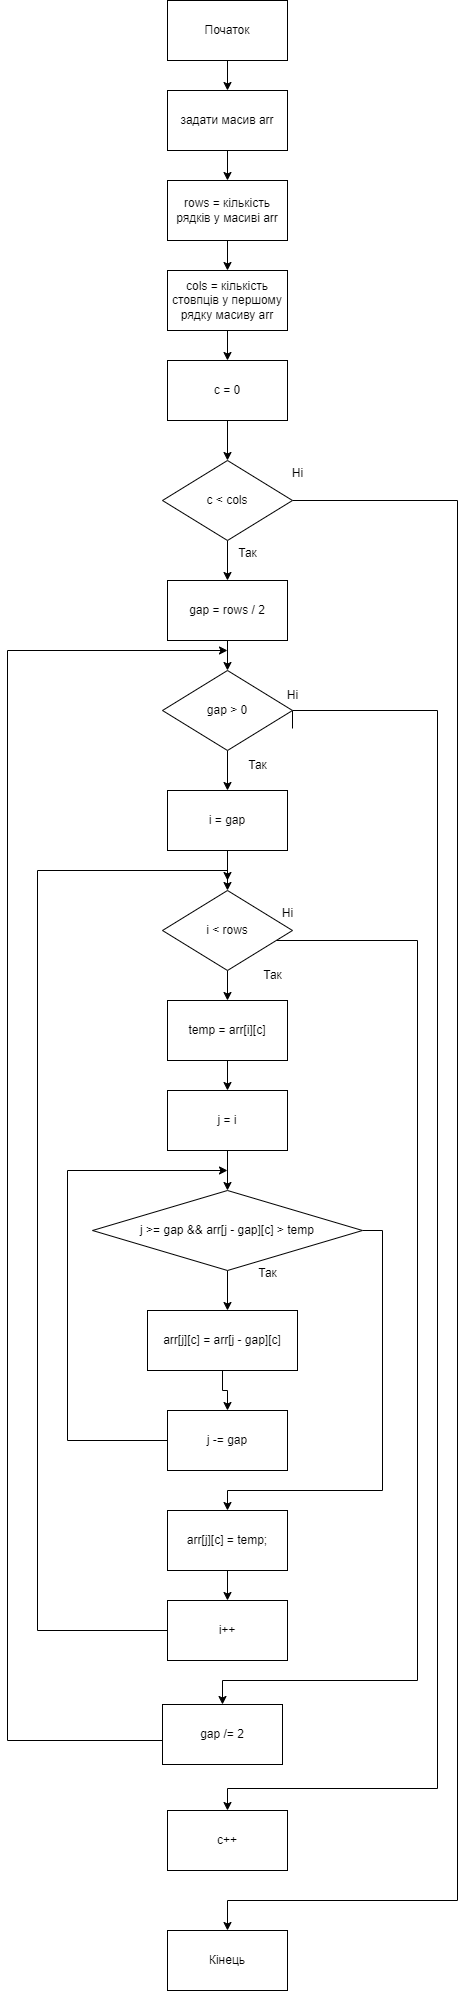 Початок
задати масив arr
rows = кількість
рядків у масиві arr
cols = кількість
стовпців у першому
рядку масиву arr
c = 0
Ні
c < cols
Так
gap = rows / 2
Ні
gap > 0
Так
i = gap
Ні
i < rows
Так
temp = arr[i][c]
j = i
j >= gap && arr[j - gap][c] > temp
Так
arr[j][c] = arr[j - gap][c]
j -= gap
arr[j][c] = temp;
i++
gap /= 2
c++
Кінець